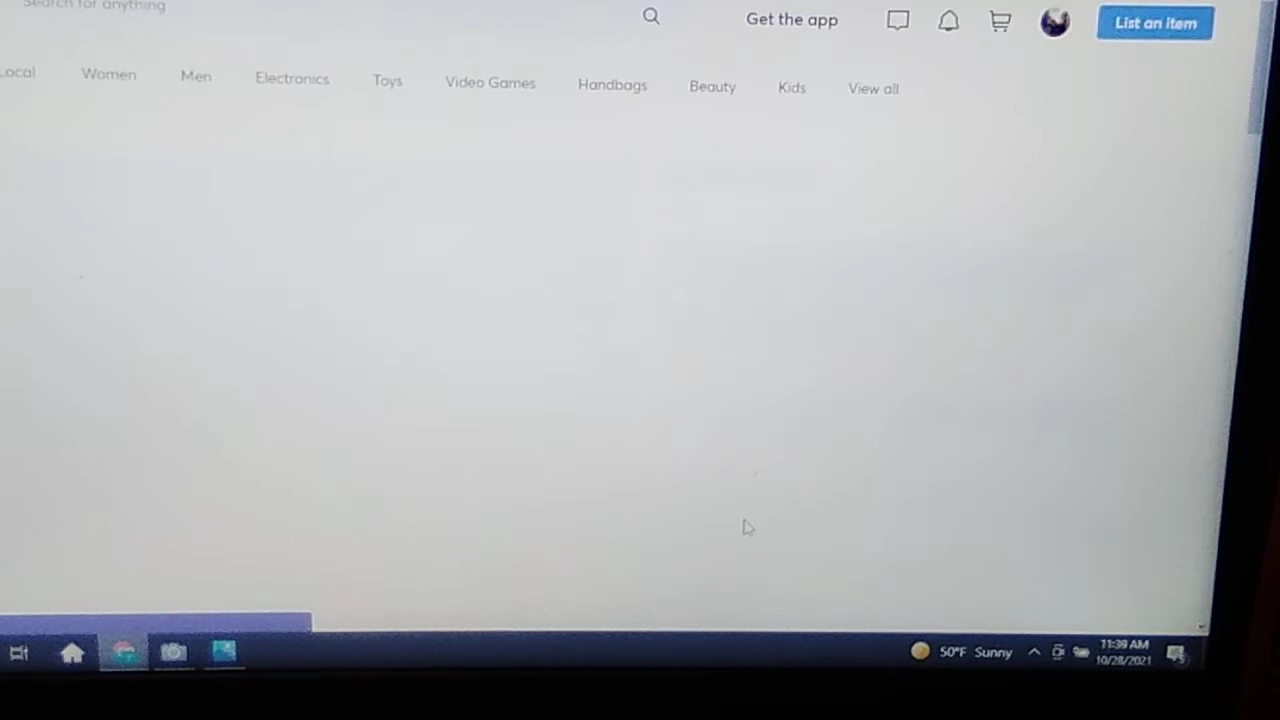 Search for anything
Get the app
List an item
Local Women Men Electronics Toys Video Games Handbags Beauty Kids View all
50°F Sunny
11:39 AM
10/28/2021